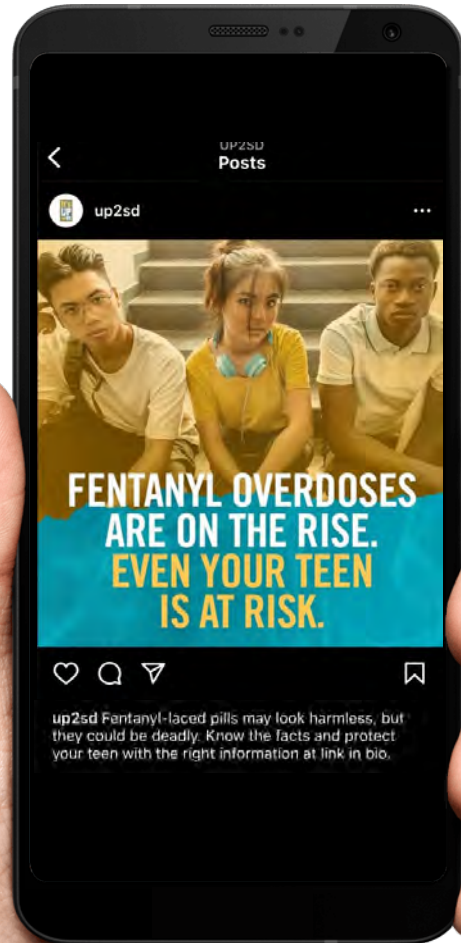 UP2SD
Posts
up2sd
FENTANYL OVERDOSES
ARE ON THE RISE.
EVEN YOUR TEEN
IS AT RISK.
up2sd Fentanyl-laced pills may look harmless, but
they could be deadly. Know the facts and protect
your teen with the right information at link in bio.